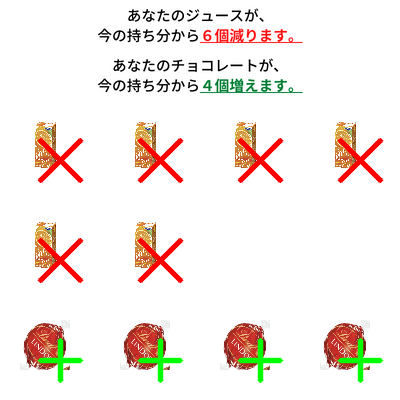 あなたのジュースが、
今の持ち分から６個減ります。
あなたのチョコレートが、
今の持ち分から４個増えます。